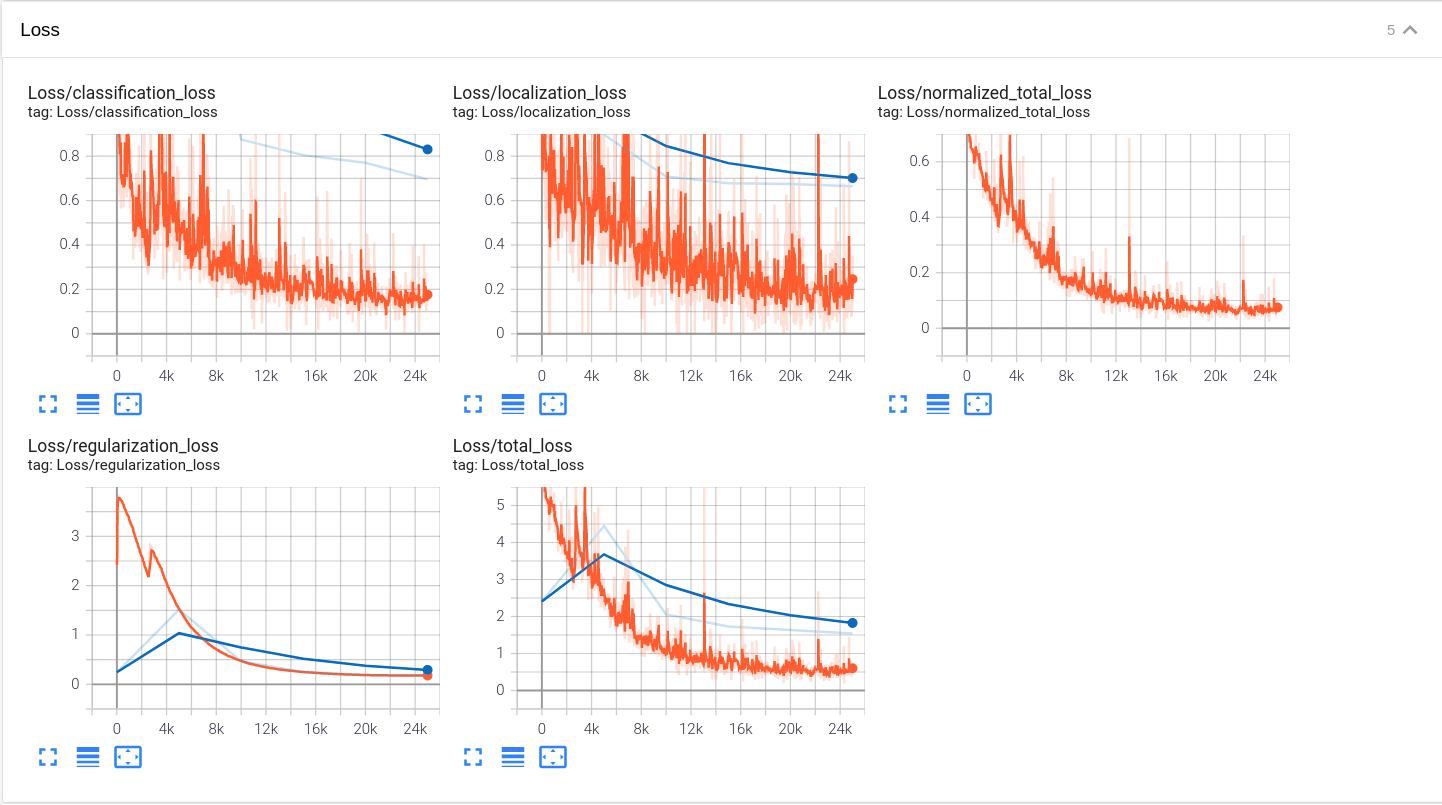 Loss 5
Loss/classification_loss
tag: Loss/classification_loss
0.8
0.6
0.4
0.2
0
0 4k 8k 12k 16k 20k 24k
Loss/localization_loss
tag: Loss/localization_loss
0.8
0.6
0.4
0.2
0
0 4k 8k 12k 16k 20k 24k
Loss/normalized_total_loss
tag: Loss/normalized_total_loss
0.6
0.4
0.2
0
0 4k 8k 12k 16k 20k 24k
Loss/regularization_loss
tag: Loss/regularization_loss
3
2
1
0
0 4k 8k 12k 16k 20k 24k
Loss/total_loss
tag: Loss/total_loss
5
4
3
2
1
0
0 4k 8k 12k 16k 20k 24k